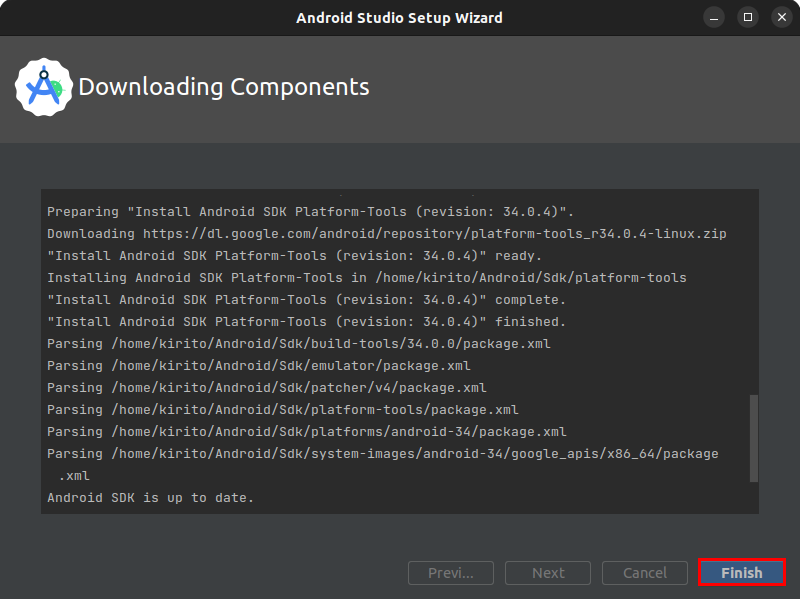 Android Studio Setup Wizard
Downloading Components
Preparing "Install Android SDK Platform-Tools (revision: 34.0.4)".
Downloading https://dl.google.com/android/repository/platform-tools_r34.0.4-linux.zip
"Install Android SDK Platform-Tools (revision: 34.0.4)" ready.
Installing Android SDK Platform-Tools in /home/kirito/Android/Sdk/platform-tools
"Install Android SDK Platform-Tools (revision: 34.0.4)" complete.
"Install Android SDK Platform-Tools (revision: 34.0.4)" finished.
Parsing /home/kirito/Android/Sdk/build-tools/34.0.0/package.xml
Parsing /home/kirito/Android/Sdk/emulator/package.xml
Parsing /home/kirito/Android/Sdk/patcher/v4/package.xml
Parsing /home/kirito/Android/Sdk/platform-tools/package.xml
Parsing /home/kirito/Android/Sdk/platforms/android-34/package.xml
Parsing /home/kirito/Android/Sdk/system-images/android-34/google_apis/x86_64/package
.xml
Android SDK is up to date.
Previ... Next Cancel Finish